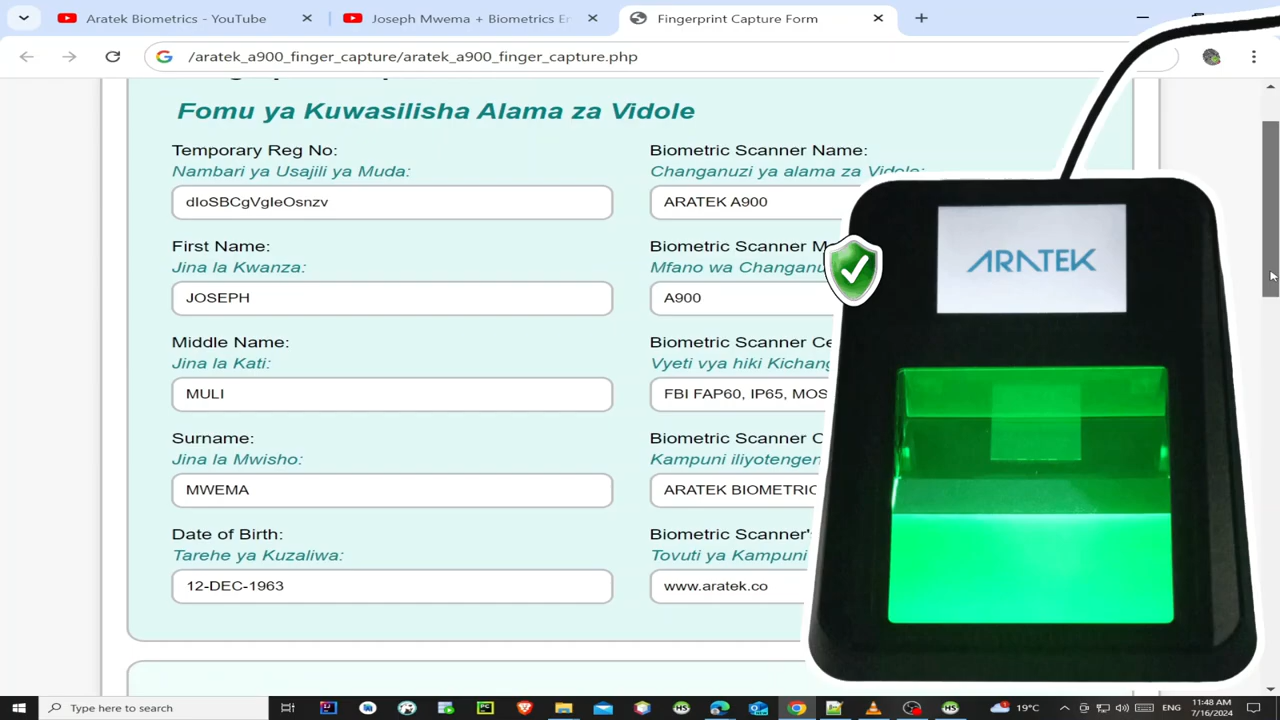 Aratek Biometrics - YouTube
Joseph Mwema + Biometrics Er
Fingerprint Capture Form
/aratek_a900_finger_capture/aratek_a900_finger_capture.php
Fomu ya Kuwasilisha Alama za Vidole
Temporary Reg No:
Nambari ya Usajili ya Muda:
dIoSBCgVgIeOsnzv
First Name:
Jina la Kwanza:
JOSEPH
Middle Name:
Jina la Kati:
MULI
Surname:
Jina la Mwisho:
MWEMA
Date of Birth:
Tarehe ya Kuzaliwa:
12-DEC-1963
Biometric Scanner Name:
Changanuzi ya alama za Vidole:
ARATEK A900
Biometric Scanner M
Mfano wa Changanu
A900
Biometric Scanner Ce
Vyeti vya hiki Kichang
FBI FAP60, IP65, MOS
Biometric Scanner C
Kampuni iliyotengen
ARATEK BIOMETRIC
Biometric Scanner's
Tovuti ya Kampuni
www.aratek.co
ARATEK
Type here to search
19°C
ENG
11:48 AM
7/16/2024